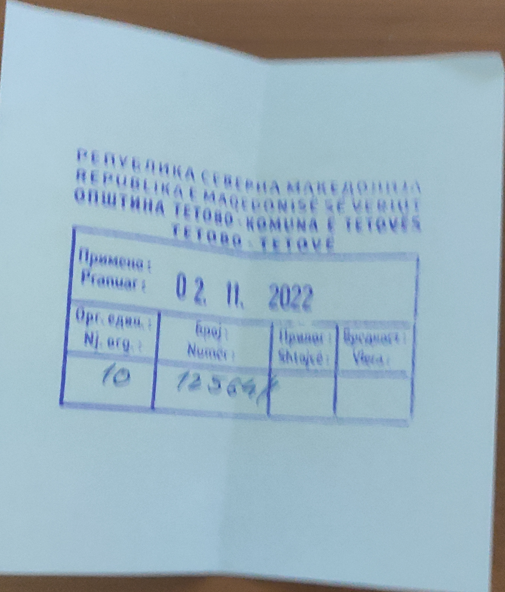 РЕПУБЛИКА СЕВЕРНА МАКЕДОНИЈА
REPUBLIKA E MAQEDONISË SË VERIUT
ОПШТИНА ТЕТОВО - KOMUNA E TETOVËS
ТЕТОВО - TETOVË
Примено:
Pranuar: 02. 11. 2022
Орг. един.: Број: Прилог: Вредност:
Nj. org.: Numër: Shtojcë: Vlera:
10 12564/